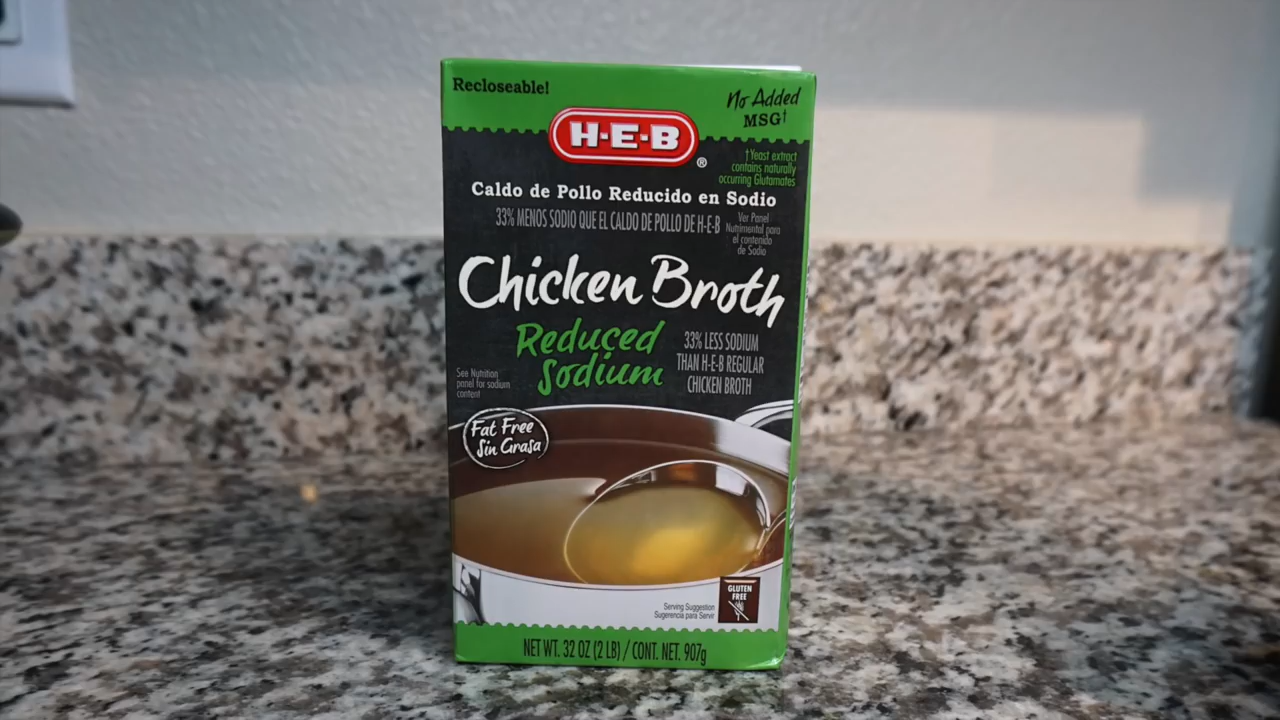 Recloseable!
No Added
MSG†
H-E-B®
†Yeast extract
contains naturally
occurring Glutamates
Caldo de Pollo Reducido en Sodio
33% MENOS SODIO QUE EL CALDO DE POLLO DE H-E-B
Ver Panel
Nutrimental para
el contenido
de Sodio
Chicken Broth
Reduced
Sodium
33% LESS SODIUM
THAN H-E-B REGULAR
CHICKEN BROTH
See Nutrition
panel for sodium
content
Fat Free
Sin Grasa
GLUTEN
FREE
Serving Suggestion
Sugerencia para Servir
NET WT. 32 OZ (2 LB) / CONT. NET. 907g